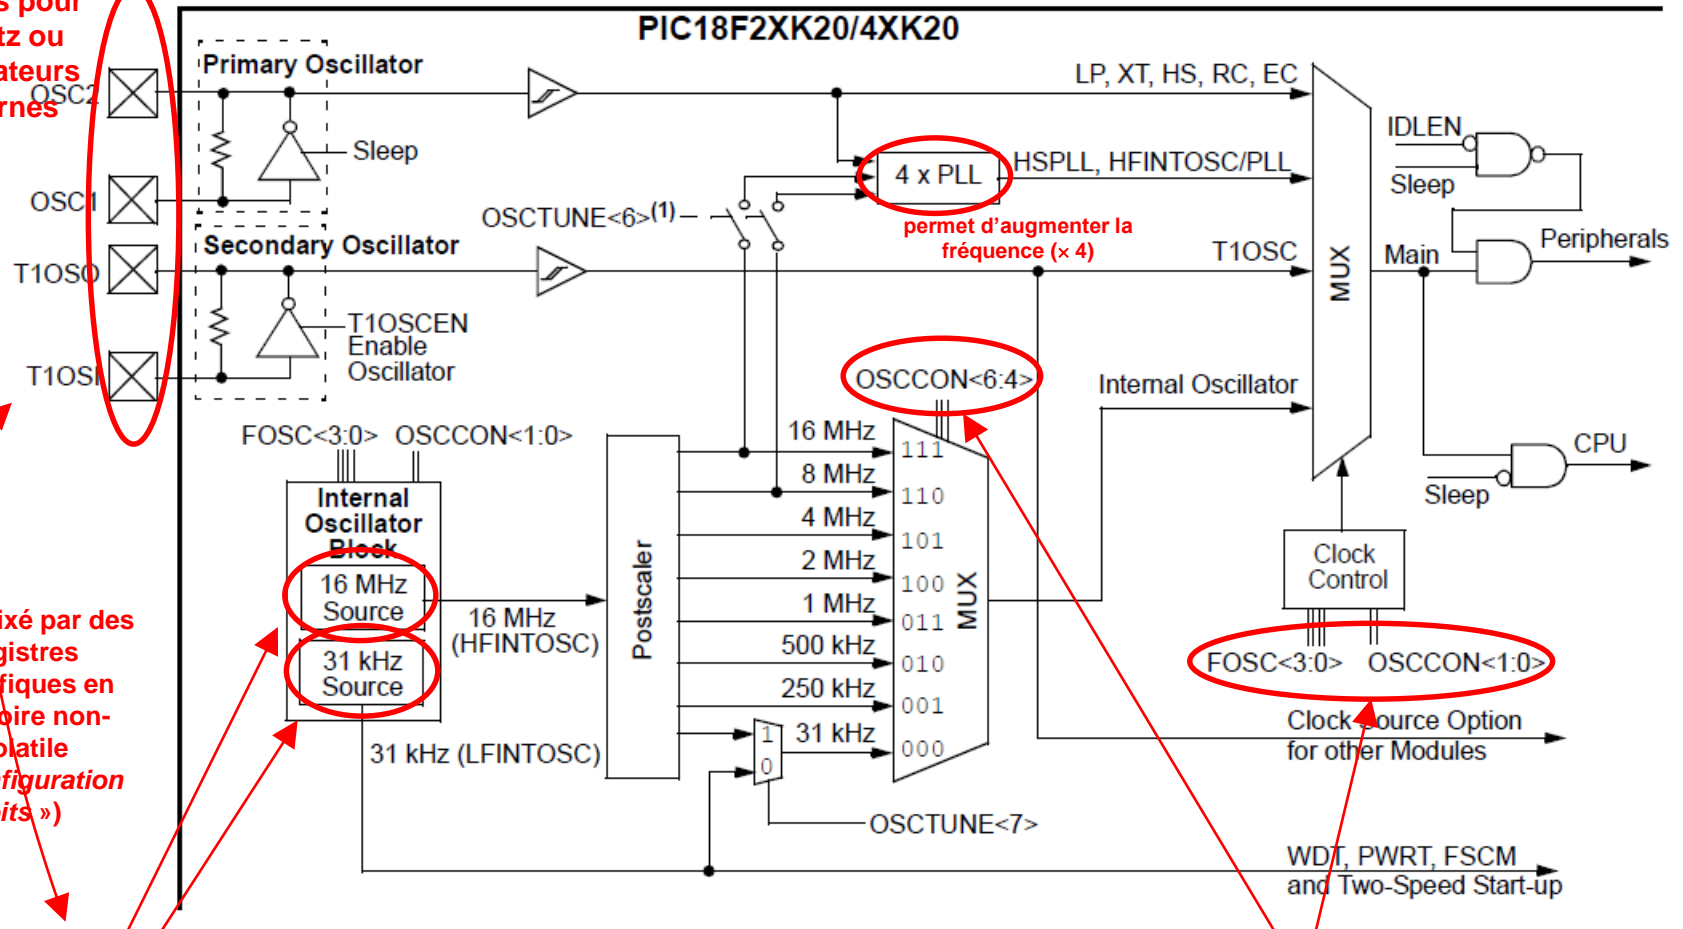 PIC18F2XK20/4XK20
s pour
tz ou
ateurs
rnes
Primary Oscillator
OSC2
Sleep
OSC1
LP, XT, HS, RC, EC
4 x PLL
HSPLL, HFINTOSC/PLL
OSCTUNE<6>(1)
permet d'augmenter la
fréquence (× 4)
IDLEN
Sleep
Secondary Oscillator
T1OSO
T1OSC
MUX
Main
Peripherals
T1OSCEN
Enable
Oscillator
T1OSI
OSCCON<6:4>
Internal Oscillator
FOSC<3:0> OSCCON<1:0>
CPU
Sleep
Internal
Oscillator
Block
16 MHz
Source
31 kHz
Source
16 MHz
(HFINTOSC)
31 kHz (LFINTOSC)
Postscaler
16 MHz
8 MHz
4 MHz
2 MHz
1 MHz
500 kHz
250 kHz
31 kHz
1
0
111
110
101
100
011
010
001
000
MUX
OSCTUNE<7>
Clock
Control
FOSC<3:0> OSCCON<1:0>
Clock Source Option
for other Modules
WDT, PWRT, FSCM
and Two-Speed Start-up
ixé par des
gistres
ifiques en
oire non-
olatile
nfiguration
its »)